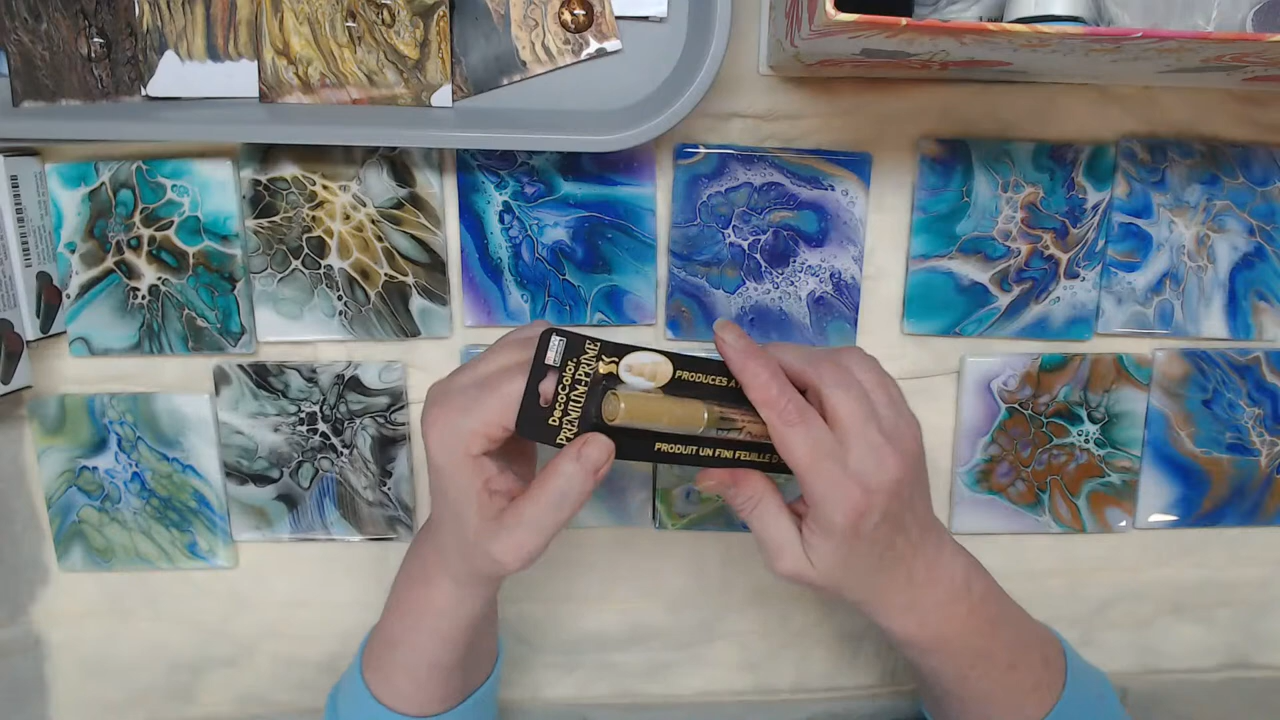 DecoColor®
PREMIUM-PRIME
PRODUCES A
PRODUIT UN FINI FEUILLE D'